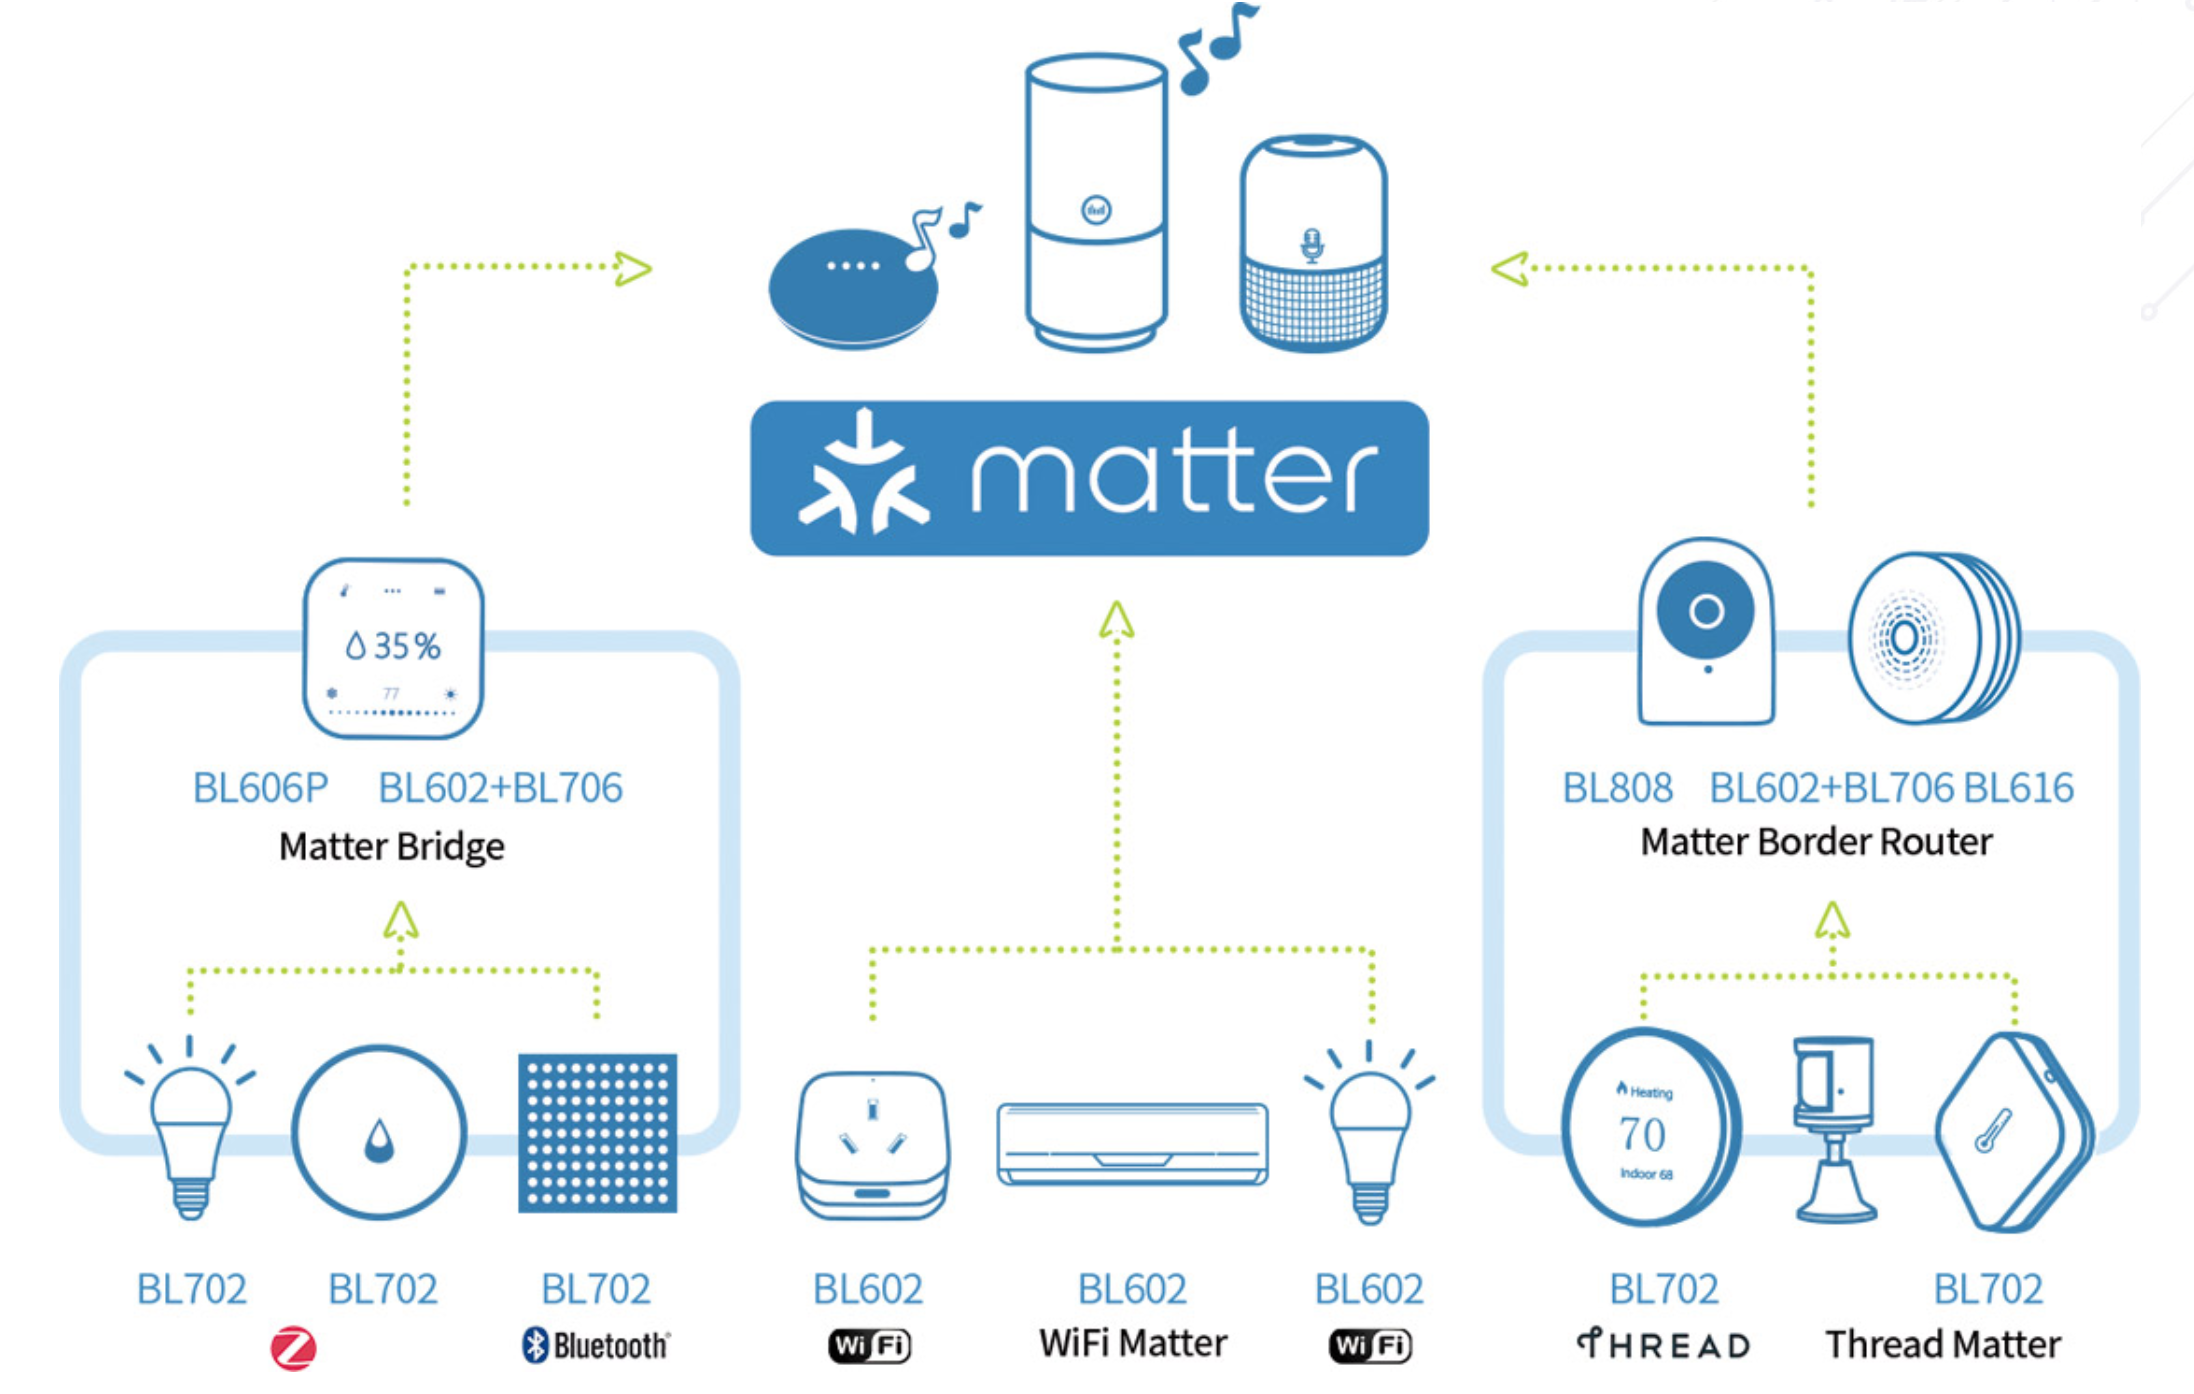 matter
35%
77
BL606P BL602+BL706
Matter Bridge
BL808 BL602+BL706 BL616
Matter Border Router
Heating
70
Indoor 68
BL702 BL702 BL702 BL602 BL602 BL602 BL702 BL702
Bluetooth WiFi WiFi Matter WiFi THREAD Thread Matter